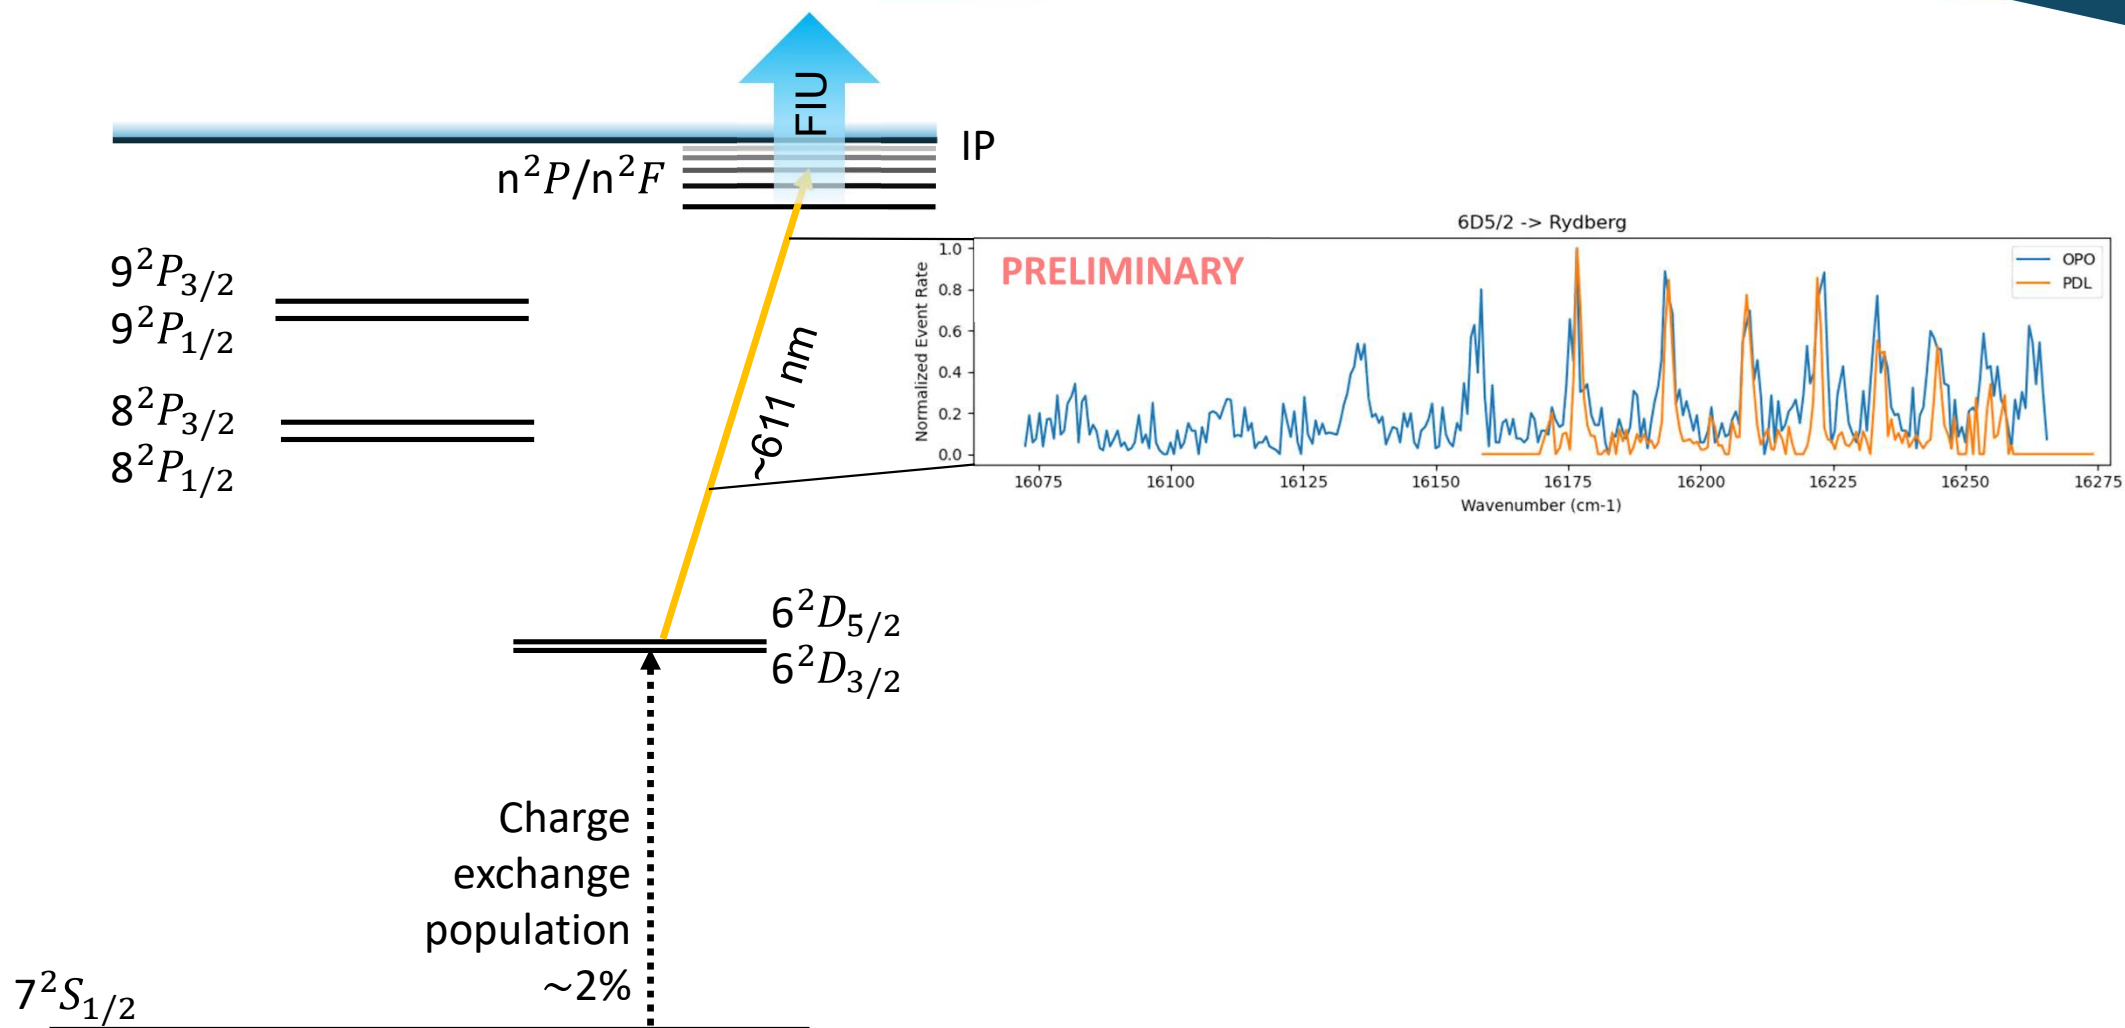 FIU
IP
n²P/n²F
9²P₃/₂
9²P₁/₂
8²P₃/₂
8²P₁/₂
~611 nm
6D5/2 -> Rydberg
PRELIMINARY
OPO
PDL
Normalized Event Rate
1.0
0.8
0.6
0.4
0.2
0.0
16075 16100 16125 16150 16175 16200 16225 16250 16275
Wavenumber (cm-1)
6²D₅/₂
6²D₃/₂
Charge
exchange
population
~2%
7²S₁/₂